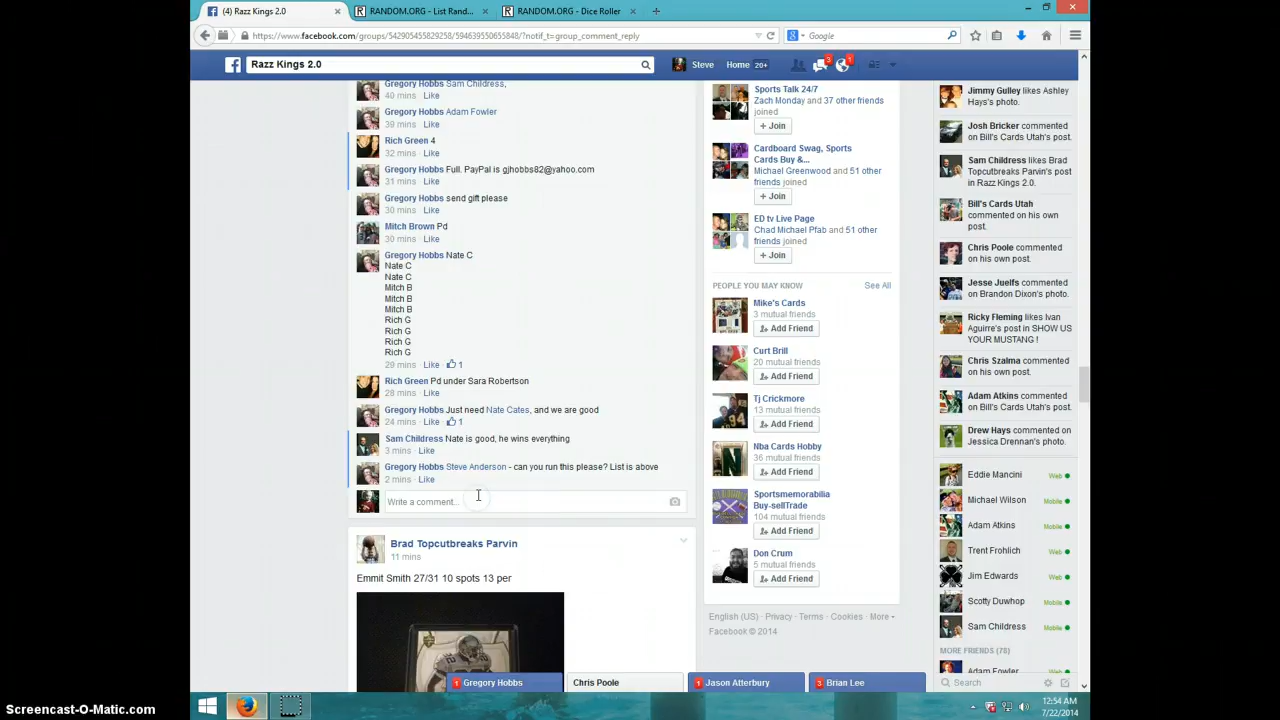 (4) Razz Kings 2.0
RANDOM.ORG - List Rand...
RANDOM.ORG - Dice Roller
https://www.facebook.com/groups/542905455829258/594639550655848/?notif_t=group_comment_reply
Google
Razz Kings 2.0
Steve
Home 20+
3
1
Gregory Hobbs Sam Childress,
40 mins · Like
Gregory Hobbs Adam Fowler
39 mins · Like
Rich Green 4
32 mins · Like
Gregory Hobbs Full. PayPal is gjhobbs82@yahoo.com
31 mins · Like
Gregory Hobbs send gift please
30 mins · Like
Mitch Brown Pd
30 mins · Like
Gregory Hobbs Nate C
Nate C
Nate C
Mitch B
Mitch B
Mitch B
Rich G
Rich G
Rich G
Rich G
29 mins · Like · 1
Rich Green Pd under Sara Robertson
28 mins · Like
Gregory Hobbs Just need Nate Cates, and we are good
24 mins · Like · 1
Sam Childress Nate is good, he wins everything
3 mins · Like
Gregory Hobbs Steve Anderson - can you run this please? List is above
2 mins · Like
Write a comment...
Brad Topcutbreaks Parvin
11 mins
Emmit Smith 27/31 10 spots 13 per
Sports Talk 24/7
Zach Monday and 37 other friends
joined
+ Join
Cardboard Swag, Sports
Cards Buy &...
Michael Greenwood and 51 other
friends joined
+ Join
ED tv Live Page
Chad Michael Pfab and 51 other
friends joined
+ Join
PEOPLE YOU MAY KNOW
See All
Mike's Cards
3 mutual friends
Add Friend
Curt Brill
20 mutual friends
Add Friend
Tj Crickmore
13 mutual friends
Add Friend
Nba Cards Hobby
36 mutual friends
Add Friend
Sportsmemorabilia
Buy-sellTrade
104 mutual friends
Add Friend
Don Crum
5 mutual friends
Add Friend
English (US) · Privacy · Terms · Cookies · More
Facebook © 2014
Jimmy Gulley likes Ashley
Hays's photo.
Josh Bricker commented
on Bill's Cards Utah's post.
Sam Childress likes Brad
Topcutbreaks Parvin's post
in Razz Kings 2.0.
Bill's Cards Utah
commented on his own
post.
Chris Poole commented
on his own post.
Jesse Juelfs commented
on Brandon Dixon's photo.
Ricky Fleming likes Ivan
Aguirre's post in SHOW US
YOUR MUSTANG !
Chris Szalma commented
on his own post.
Adam Atkins commented
on Bill's Cards Utah's post.
Drew Hays commented on
Jessica Drennan's photo.
Eddie Mancini Web
Michael Wilson Mobile
Adam Atkins Mobile
Trent Frohlich Web
Jim Edwards Web
Scotty Duwhop Mobile
Sam Childress Mobile
MORE FRIENDS (78)
Adam Fowler
Search
1 Gregory Hobbs
Chris Poole
1 Jason Atterbury
3 Brian Lee
12:54 AM
7/22/2014
Screencast-O-Matic.com